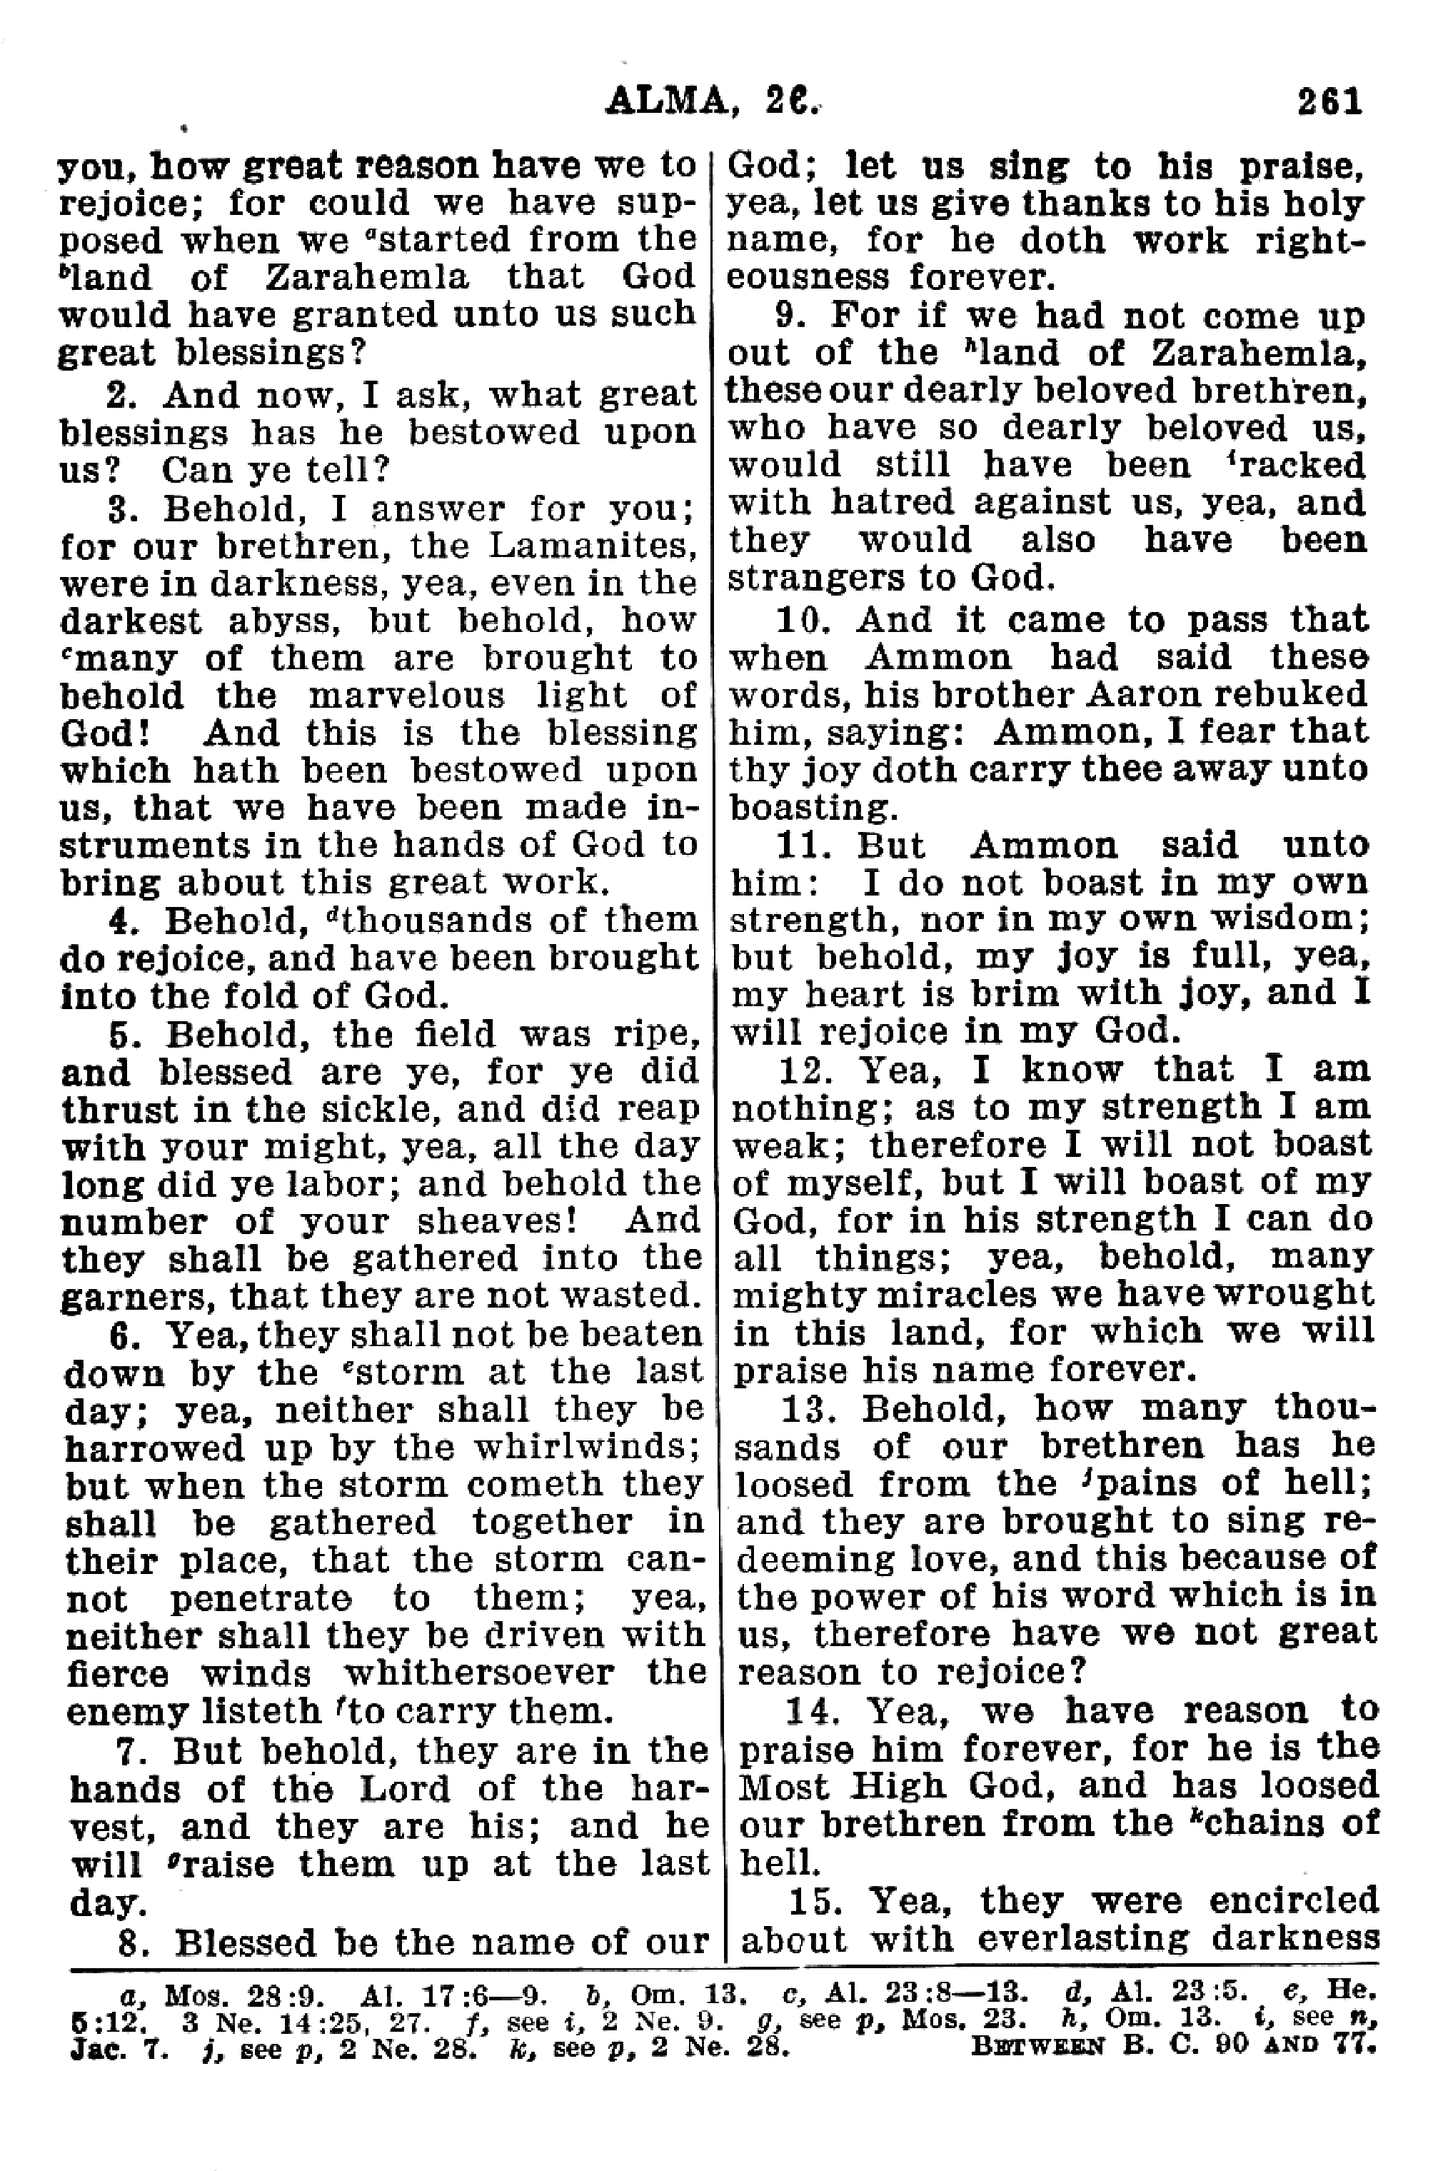 ALMA, 26. 261
you, how great reason have we to
rejoice; for could we have sup-
posed when we ᵃstarted from the
ᵇland of Zarahemla that God
would have granted unto us such
great blessings?
2. And now, I ask, what great
blessings has he bestowed upon
us? Can ye tell?
3. Behold, I answer for you;
for our brethren, the Lamanites,
were in darkness, yea, even in the
darkest abyss, but behold, how
ᶜmany of them are brought to
behold the marvelous light of
God! And this is the blessing
which hath been bestowed upon
us, that we have been made in-
struments in the hands of God to
bring about this great work.
4. Behold, ᵈthousands of them
do rejoice, and have been brought
into the fold of God.
5. Behold, the field was ripe,
and blessed are ye, for ye did
thrust in the sickle, and did reap
with your might, yea, all the day
long did ye labor; and behold the
number of your sheaves! And
they shall be gathered into the
garners, that they are not wasted.
6. Yea, they shall not be beaten
down by the ᵉstorm at the last
day; yea, neither shall they be
harrowed up by the whirlwinds;
but when the storm cometh they
shall be gathered together in
their place, that the storm can-
not penetrate to them; yea,
neither shall they be driven with
fierce winds whithersoever the
enemy listeth ᶠto carry them.
7. But behold, they are in the
hands of the Lord of the har-
vest, and they are his; and he
will ᵍraise them up at the last
day.
8. Blessed be the name of our
God; let us sing to his praise,
yea, let us give thanks to his holy
name, for he doth work right-
eousness forever.
9. For if we had not come up
out of the ʰland of Zarahemla,
these our dearly beloved brethren,
who have so dearly beloved us,
would still have been ⁱracked
with hatred against us, yea, and
they would also have been
strangers to God.
10. And it came to pass that
when Ammon had said these
words, his brother Aaron rebuked
him, saying: Ammon, I fear that
thy joy doth carry thee away unto
boasting.
11. But Ammon said unto
him: I do not boast in my own
strength, nor in my own wisdom;
but behold, my joy is full, yea,
my heart is brim with joy, and I
will rejoice in my God.
12. Yea, I know that I am
nothing; as to my strength I am
weak; therefore I will not boast
of myself, but I will boast of my
God, for in his strength I can do
all things; yea, behold, many
mighty miracles we have wrought
in this land, for which we will
praise his name forever.
13. Behold, how many thou-
sands of our brethren has he
loosed from the ʲpains of hell;
and they are brought to sing re-
deeming love, and this because of
the power of his word which is in
us, therefore have we not great
reason to rejoice?
14. Yea, we have reason to
praise him forever, for he is the
Most High God, and has loosed
our brethren from the ᵏchains of
hell.
15. Yea, they were encircled
about with everlasting darkness
a, Mos. 28:9. Al. 17:6—9. b, Om. 13. c, Al. 23:8—13. d, Al. 23:5. e, He.
5:12. 3 Ne. 14:25, 27. f, see i, 2 Ne. 9. g, see p, Mos. 23. h, Om. 13. i, see n,
Jac. 7. j, see p, 2 Ne. 28. k, see p, 2 Ne. 28. BETWEEN B. C. 90 AND 77.